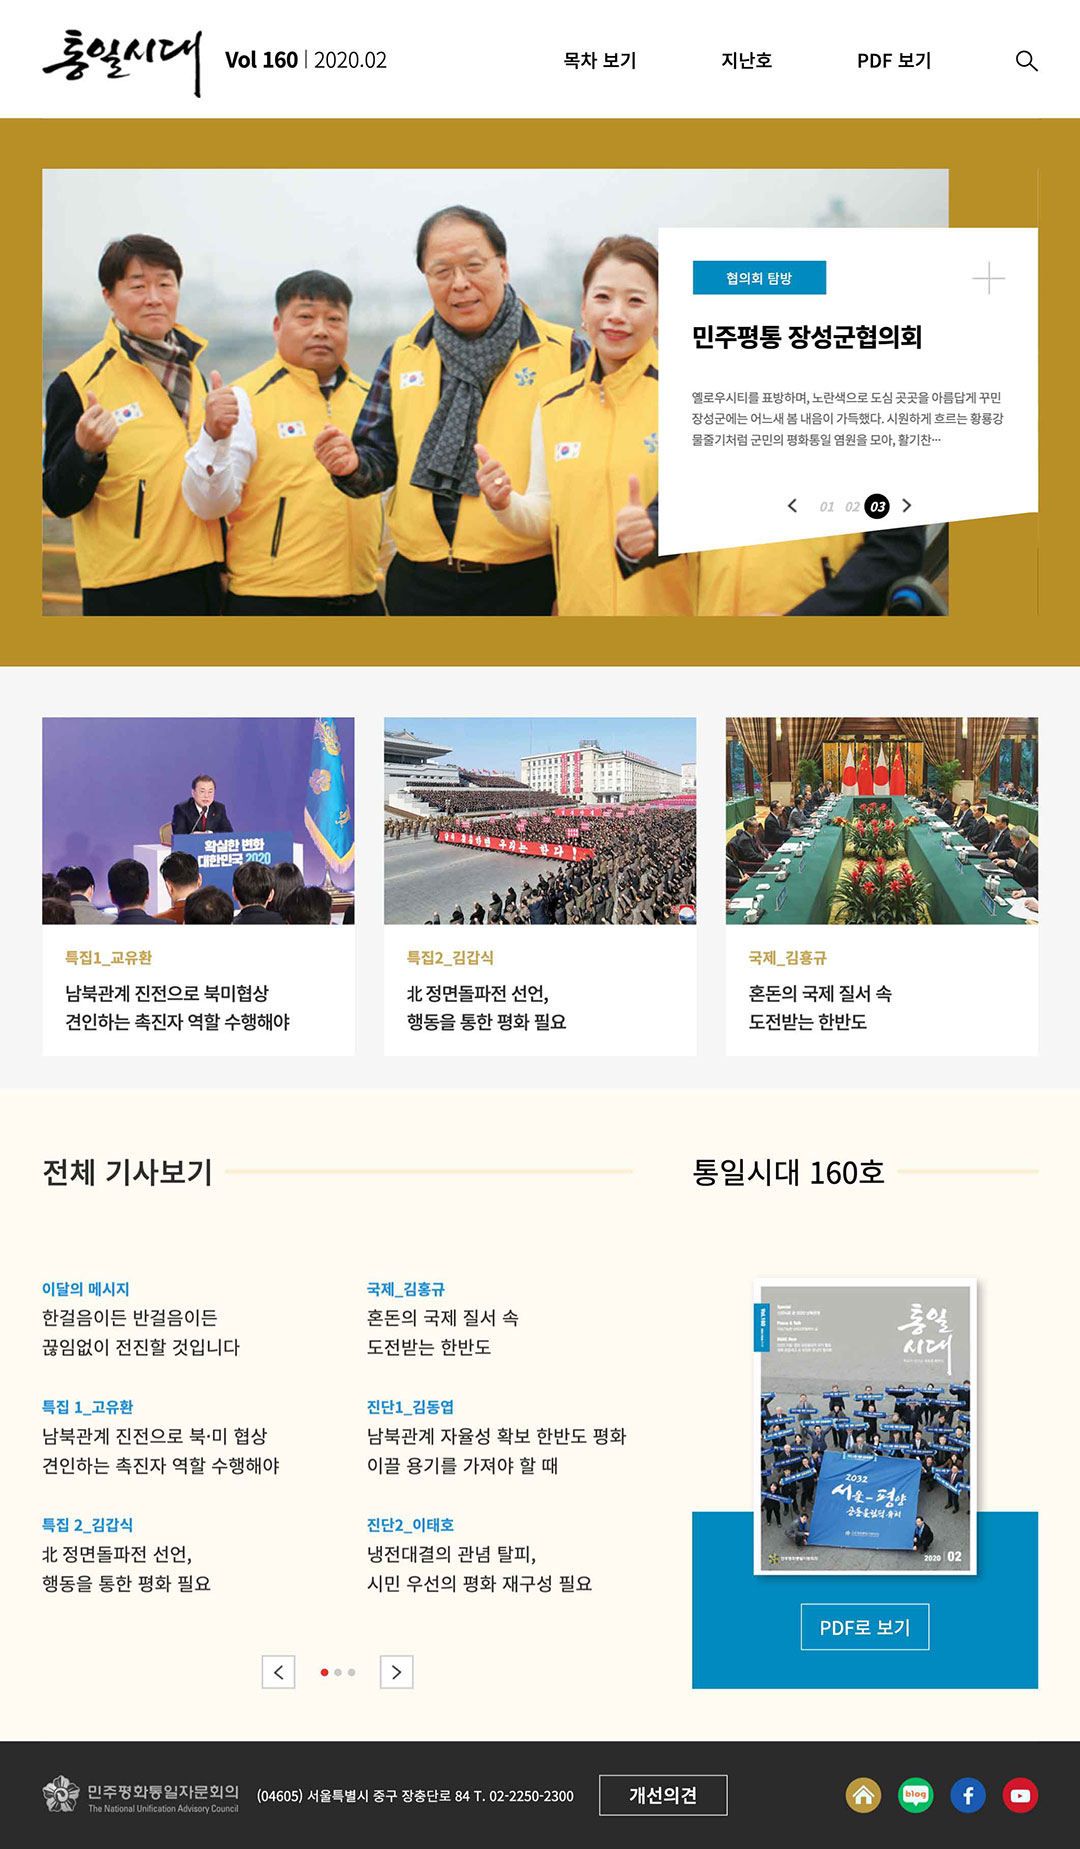 통일시대
Vol 160 | 2020.02
목차 보기
지난호
PDF 보기
협의회 탐방
민주평통 장성군협의회
옐로우시티를 표방하며, 노란색으로 도심 곳곳을 아름답게 꾸민
장성군에는 어느새 봄 내음이 가득했다. 시원하게 흐르는 황룡강
물줄기처럼 군민의 평화통일 염원을 모아, 활기찬…
01 02 03
확실한 변화
대한민국 2020
특집1_교유환
남북관계 진전으로 북미협상
견인하는 촉진자 역할 수행해야
특집2_김갑식
北 정면돌파전 선언,
행동을 통한 평화 필요
국제_김흥규
혼돈의 국제 질서 속
도전받는 한반도
전체 기사보기
이달의 메시지
한걸음이든 반걸음이든
끊임없이 전진할 것입니다
특집 1_고유환
남북관계 진전으로 북·미 협상
견인하는 촉진자 역할 수행해야
특집 2_김갑식
北 정면돌파전 선언,
행동을 통한 평화 필요
국제_김흥규
혼돈의 국제 질서 속
도전받는 한반도
진단1_김동엽
남북관계 자율성 확보 한반도 평화
이끌 용기를 가져야 할 때
진단2_이태호
냉전대결의 관념 탈피,
시민 우선의 평화 재구성 필요
통일시대 160호
Vol.160
통일
시대
2032
서울-평양
공동올림픽 유치
민주평화통일자문회의
2020 | 02
PDF로 보기
민주평화통일자문회의
The National Unification Advisory Council
(04605) 서울특별시 중구 장충단로 84 T. 02-2250-2300
개선의견
blog